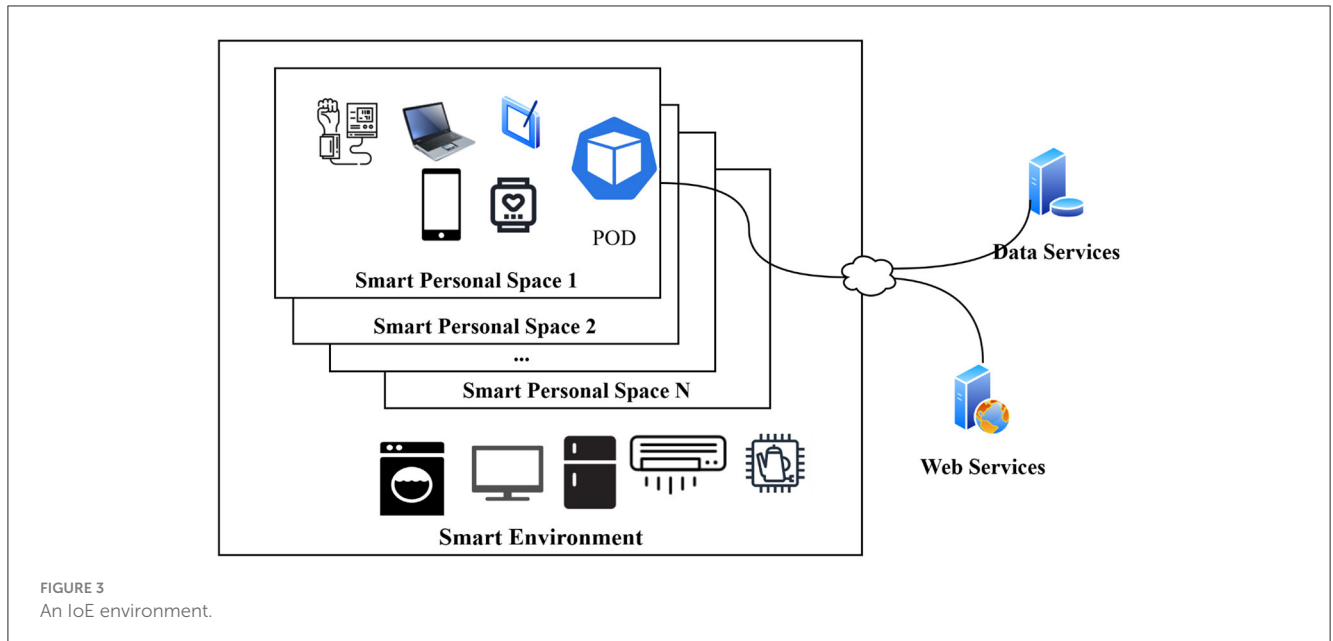 POD
Smart Personal Space 1
Smart Personal Space 2
...
Smart Personal Space N
Smart Environment
Data Services
Web Services
FIGURE 3
An IoE environment.